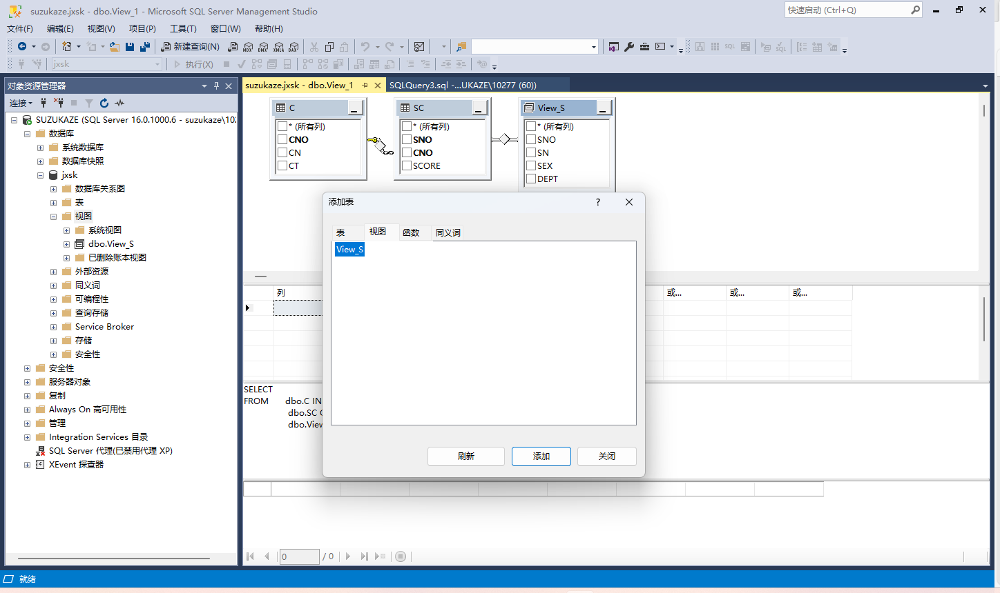 suzukaze.jxsk - dbo.View_1 - Microsoft SQL Server Management Studio
快速启动 (Ctrl+Q)
文件(F) 编辑(E) 视图(V) 项目(P) 工具(T) 窗口(W) 帮助(H)
新建查询(N) MDX DMX XMLA DAX SQL
jxsk 执行(X)
对象资源管理器
连接
SUZUKAZE (SQL Server 16.0.1000.6 - suzukaze\102
数据库
系统数据库
数据库快照
jxsk
数据库关系图
表
视图
系统视图
dbo.View_S
已删除账本视图
外部资源
同义词
可编程性
查询存储
Service Broker
存储
安全性
安全性
服务器对象
复制
Always On 高可用性
管理
Integration Services 目录
SQL Server 代理(已禁用代理 XP)
XEvent 探查器
suzukaze.jxsk - dbo.View_1
SQLQuery3.sql -...UKAZE\10277 (60))
C
* (所有列)
CNO
CN
CT
SC
* (所有列)
SNO
CNO
SCORE
View_S
* (所有列)
SNO
SN
SEX
DEPT
添加表
?
表 视图 函数 同义词
View_S
刷新 添加 关闭
列 或... 或... 或...
SELECT
FROM dbo.C IN
dbo.SC
dbo.View
0 / 0
就绪